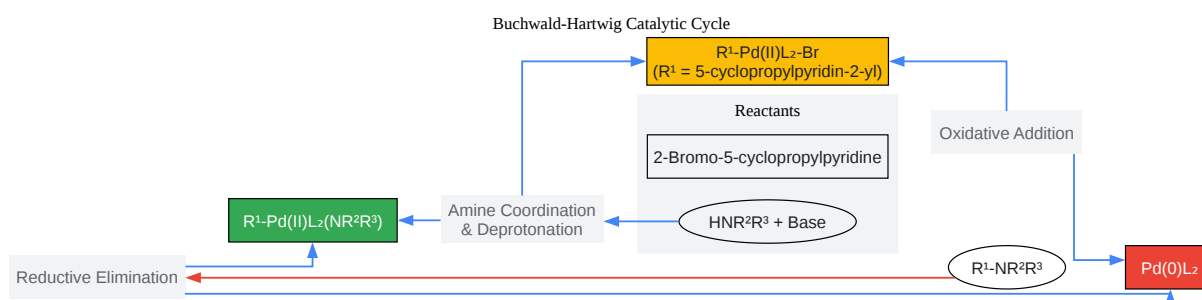 Buchwald-Hartwig Catalytic Cycle
R¹-Pd(II)L₂-Br
(R¹ = 5-cyclopropylpyridin-2-yl)
Reactants
Oxidative Addition
2-Bromo-5-cyclopropylpyridine
R¹-Pd(II)L₂(NR²R³)
Amine Coordination
& Deprotonation
HNR²R³ + Base
Reductive Elimination
R¹-NR²R³
Pd(0)L₂